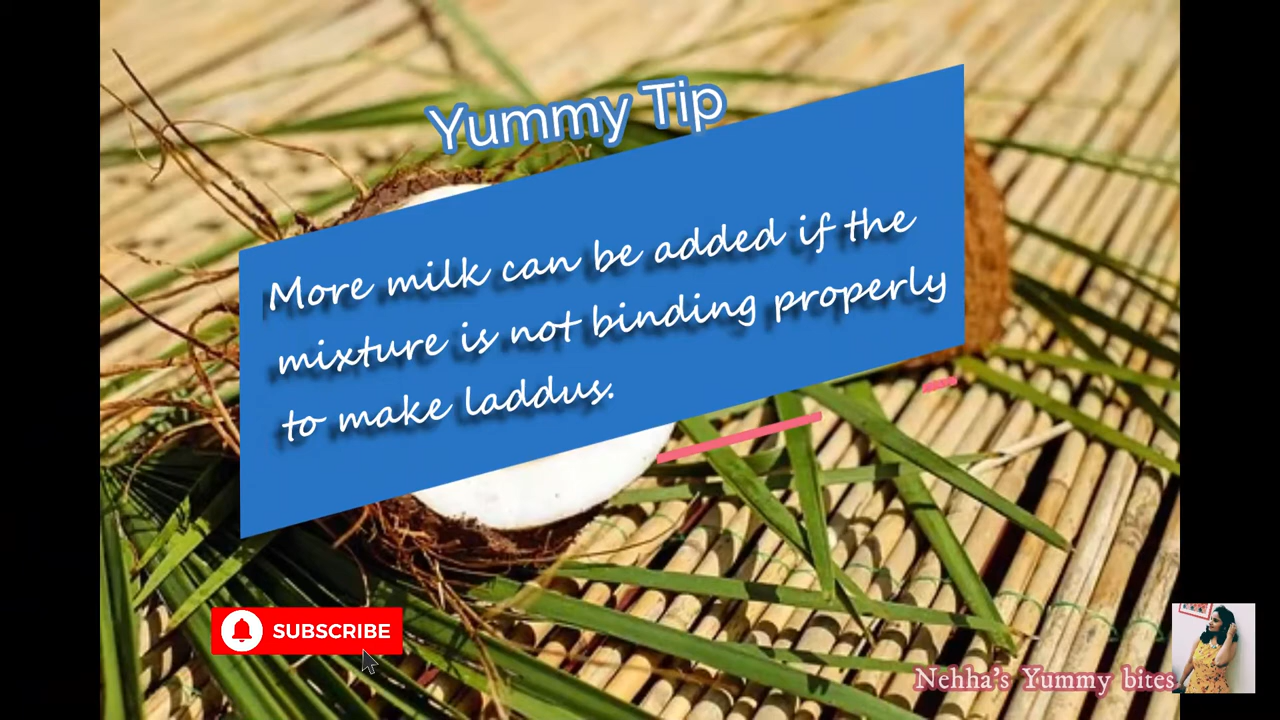 Yummy Tip
More milk can be added if the
mixture is not binding properly
to make laddus.
SUBSCRIBE
Nehha's Yummy bites